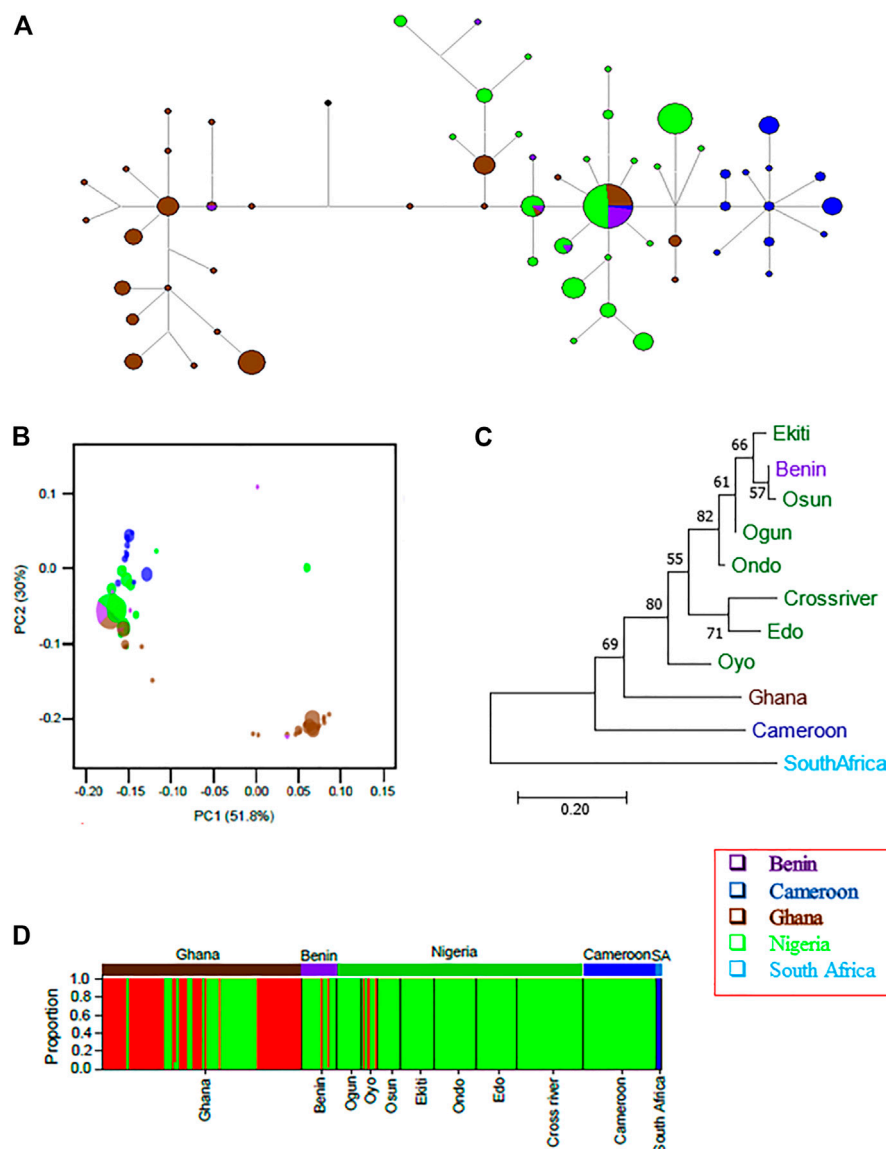 A
B
C
0.1
0.0
-0.1
-0.2
PC2 (30%)
-0.20
-0.15
-0.10
-0.05
0.00
0.05
0.10
0.15
PC1 (51.8%)
66
61
57
82
55
80
71
69
Ekiti
Benin
Osun
Ogun
Ondo
Crossriver
Edo
Oyo
Ghana
Cameroon
SouthAfrica
0.20
Benin
Cameroon
Ghana
Nigeria
South Africa
D
Ghana
Benin
Nigeria
Cameroon
SA
Proportion
1.0
0.8
0.6
0.4
0.2
0.0
Ghana
Benin
Ogun
Oyo
Osun
Ekiti
Ondo
Edo
Cross river
Cameroon
South Africa